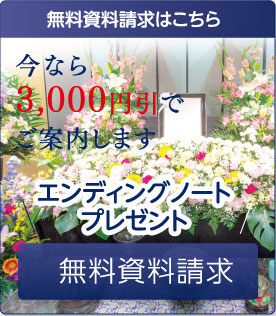 無料資料請求はこちら
今なら
3,000円引で
ご案内します
エンディングノート
プレゼント
無料資料請求